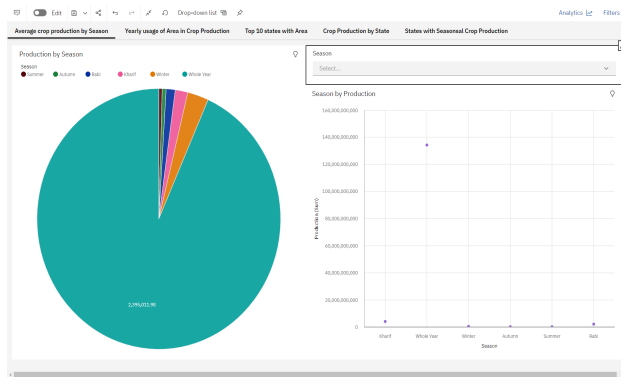 Edit Drop-down list Analytics Filters
Average crop production by Season Yearly usage of Area in Crop Production Top 10 states with Area Crop Production by State States with Seasonal Crop Production
Production by Season
Season
Summer Autumn Rabi Kharif Winter Whole Year
2,395,011.90
Season
Select...
Season by Production
Production (Sum)
160,000,000,000
140,000,000,000
120,000,000,000
100,000,000,000
80,000,000,000
60,000,000,000
40,000,000,000
20,000,000,000
0
Kharif Whole Year Winter Autumn Summer Rabi
Season